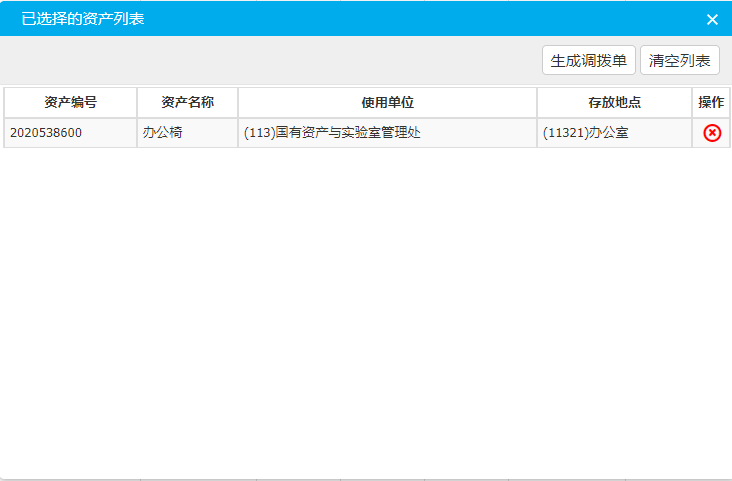 已选择的资产列表
生成调拨单 清空列表
资产编号 资产名称 使用单位 存放地点 操作
2020538600 办公椅 (113)国有资产与实验室管理处 (11321)办公室